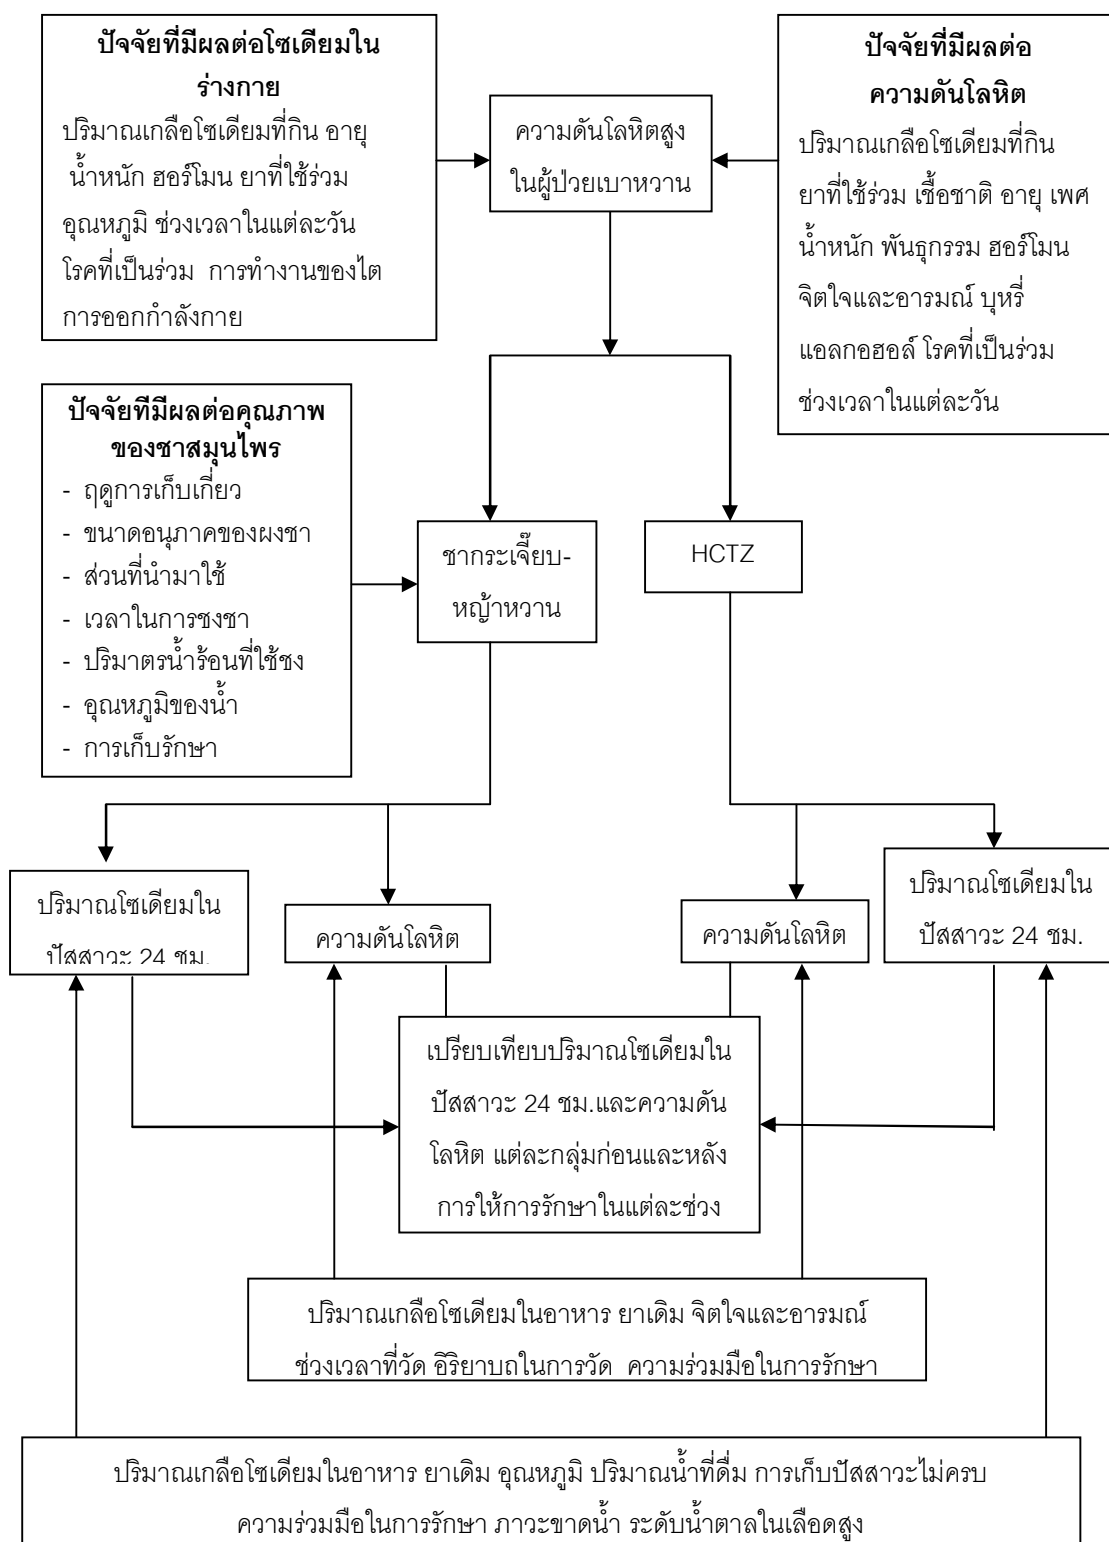 ปัจจัยที่มีผลต่อโซเดียมใน
ร่างกาย
ปริมาณเกลือโซเดียมที่กิน อายุ
น้ำหนัก ฮอร์โมน ยาที่ใช้ร่วม
อุณหภูมิ ช่วงเวลาในแต่ละวัน
โรคที่เป็นร่วม การทำงานของไต
การออกกำลังกาย
ความดันโลหิตสูง
ในผู้ป่วยเบาหวาน
ปัจจัยที่มีผลต่อ
ความดันโลหิต
ปริมาณเกลือโซเดียมที่กิน
ยาที่ใช้ร่วม เชื้อชาติ อายุ เพศ
น้ำหนัก พันธุกรรม ฮอร์โมน
จิตใจและอารมณ์ บุหรี่
แอลกอฮอล์ โรคที่เป็นร่วม
ช่วงเวลาในแต่ละวัน
ปัจจัยทีมีผลต่อคุณภาพ
ของชาสมุนไพร
- ฤดูการเก็บเกี่ยว
- ขนาดอนุภาคของผงชา
- ส่วนที่นำมาใช้
- เวลาในการชงชา
- ปริมาตรน้ำร้อนที่ใช้ชง
- อุณหภูมิของน้ำ
- การเก็บรักษา
ชากระเจี๊ยบ-
หญ้าหวาน
HCTZ
ปริมาณโซเดียมใน
ปัสสาวะ 24 ชม.
ความดันโลหิต
ความดันโลหิต
ปริมาณโซเดียมใน
ปัสสาวะ 24 ชม.
เปรียบเทียบปริมาณโซเดียมใน
ปัสสาวะ 24 ชม.และความดัน
โลหิต แต่ละกลุ่มก่อนและหลัง
การให้การรักษาในแต่ละช่วง
ปริมาณเกลือโซเดียมในอาหาร ยาเดิม จิตใจและอารมณ์
ช่วงเวลาที่วัด อิริยาบถในการวัด ความร่วมมือในการรักษา
ปริมาณเกลือโซเดียมในอาหาร ยาเดิม อุณหภูมิ ปริมาณน้ำที่ดื่ม การเก็บปัสสาวะไม่ครบ
ความร่วมมือในการรักษา ภาวะขาดน้ำ ระดับน้ำตาลในเลือดสูง